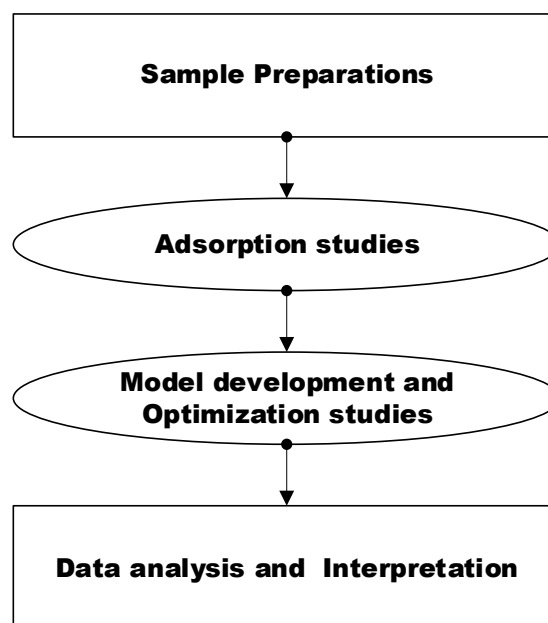 Sample Preparations
Adsorption studies
Model development and
Optimization studies
Data analysis and  Interpretation